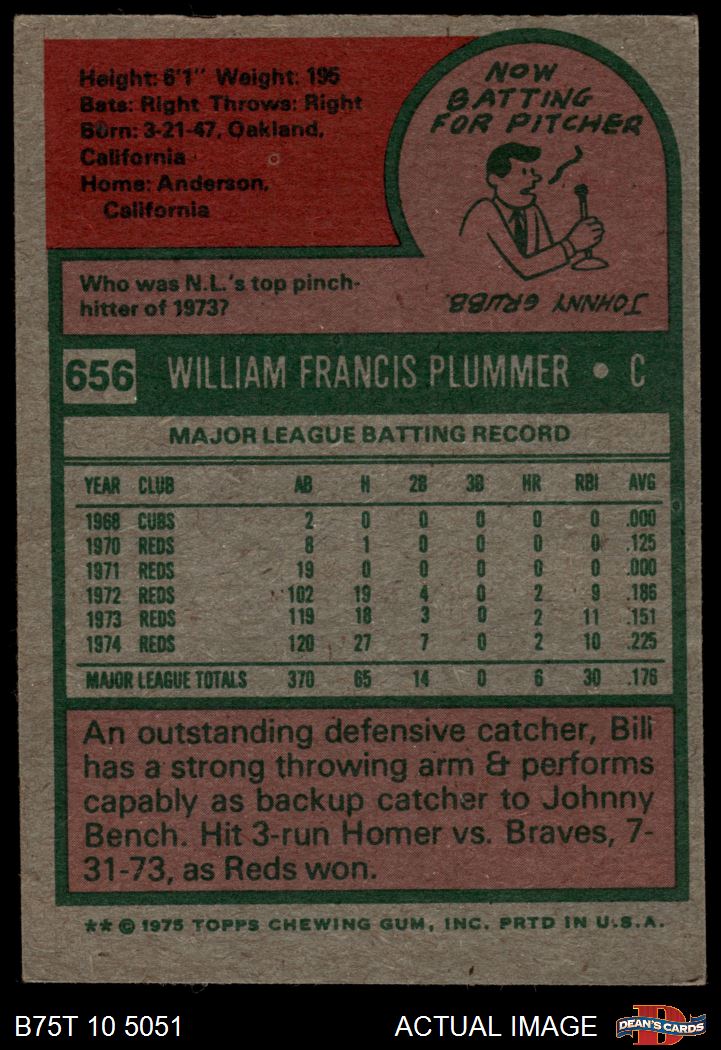 Height: 6'1" Weight: 195
Bats: Right Throws: Right
Born: 3-21-47, Oakland,
California
Home: Anderson,
California
NOW
BATTING
FOR PITCHER
Who was N.L.'s top pinch-
hitter of 1973?
JOHNNY GRUBB.
656 WILLIAM FRANCIS PLUMMER • C
MAJOR LEAGUE BATTING RECORD
YEAR CLUB AB H 2B 3B HR RBI AVG
1968 CUBS 2 0 0 0 0 0 .000
1970 REDS 8 1 0 0 0 0 .125
1971 REDS 19 0 0 0 0 0 .000
1972 REDS 102 19 4 0 2 9 .186
1973 REDS 119 18 3 0 2 11 .151
1974 REDS 120 27 7 0 2 10 .225
MAJOR LEAGUE TOTALS 370 65 14 0 6 30 .176
An outstanding defensive catcher, Bill
has a strong throwing arm & performs
capably as backup catcher to Johnny
Bench. Hit 3-run Homer vs. Braves, 7-
31-73, as Reds won.
** © 1975 TOPPS CHEWING GUM, INC. PRTD IN U.S.A.
B75T 10 5051 ACTUAL IMAGE D DEAN'S CARDS